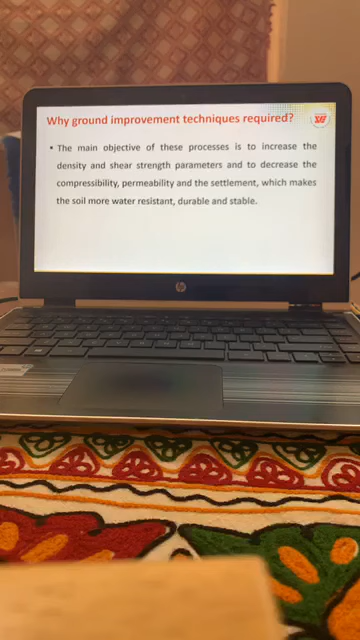 Why ground improvement techniques required?
• The main objective of these processes is to increase the
density and shear strength parameters and to decrease the
compressibility, permeability and the settlement, which makes
the soil more water resistant, durable and stable.
hp